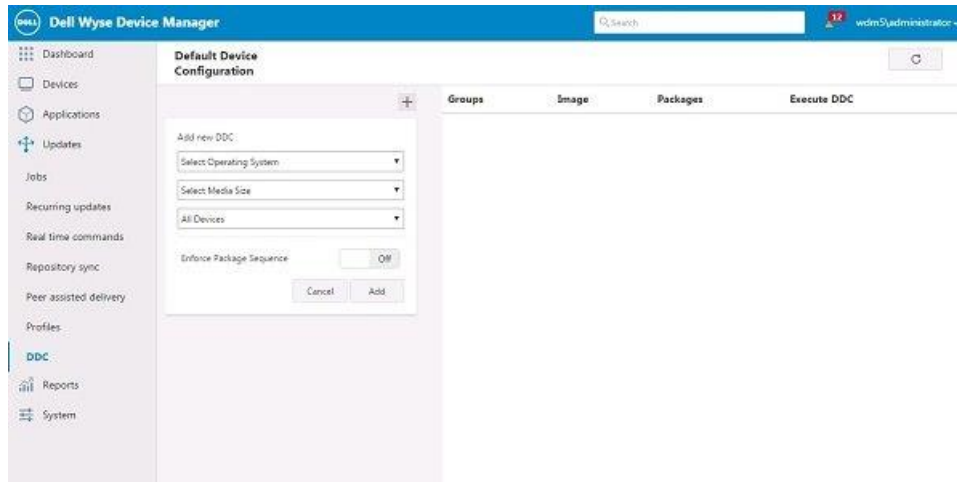 DELL
Dell Wyse Device Manager
Search
12
wdm5\administrator
Dashboard
Devices
Applications
Updates
Jobs
Recurring updates
Real time commands
Repository sync
Peer assisted delivery
Profiles
DDC
Reports
System
Default Device
Configuration
+
Add new DDC
Select Operating System
Select Media Size
All Devices
Enforce Package Sequence
Off
Cancel
Add
Groups
Image
Packages
Execute DDC